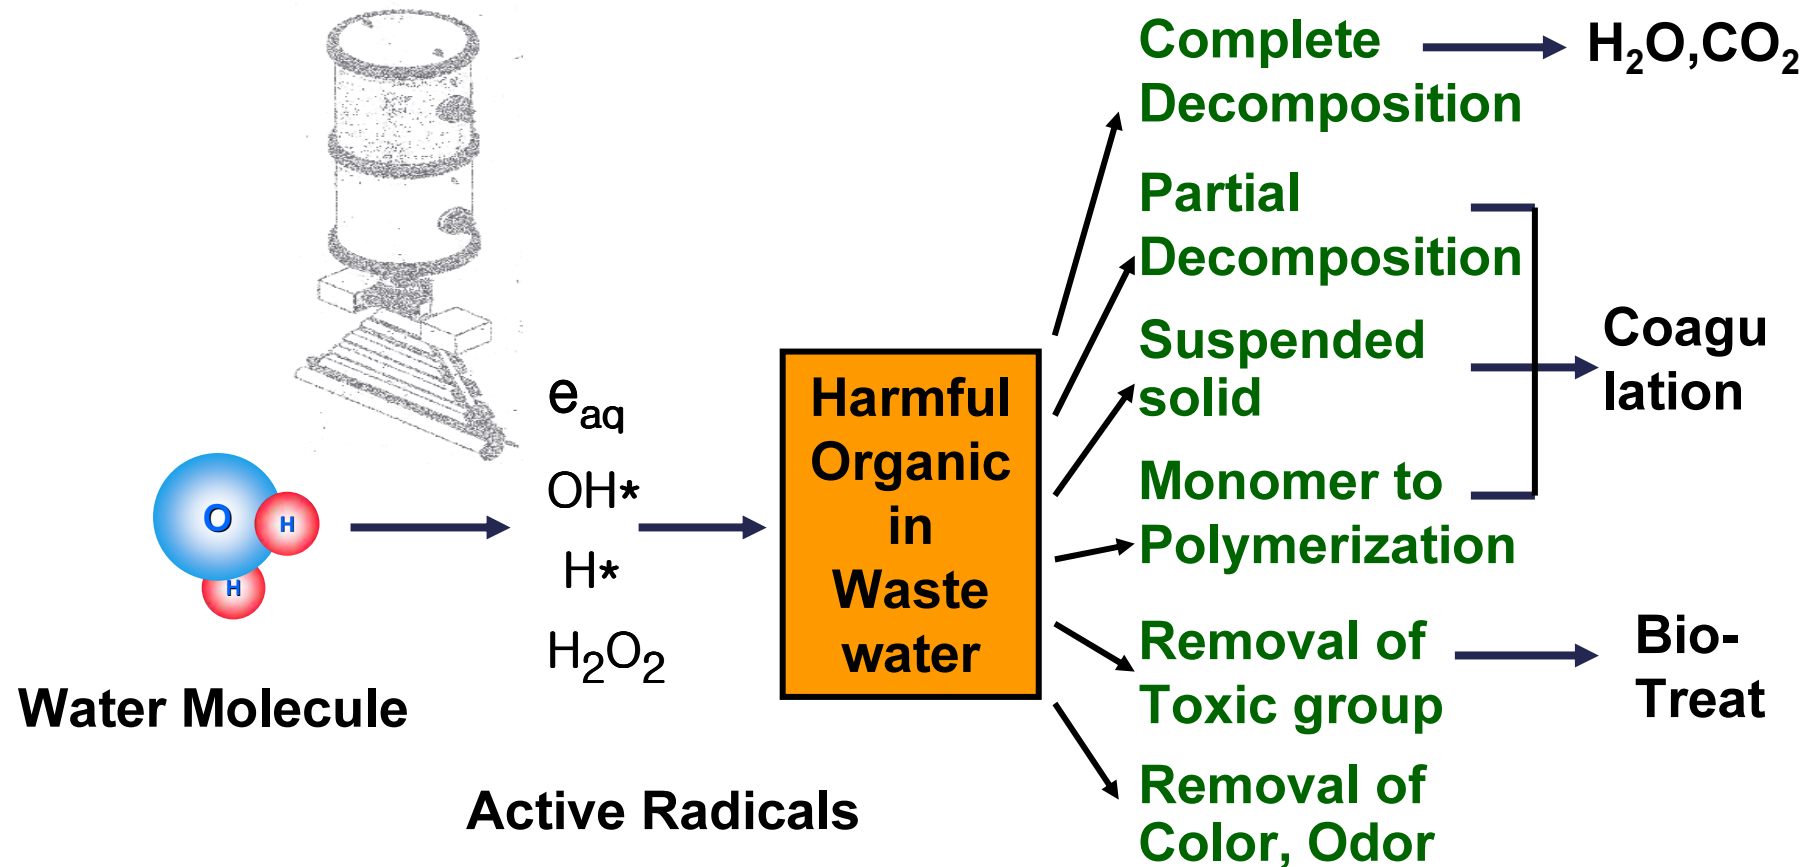 Complete
Decomposition
H₂O,CO₂
Partial
Decomposition
Suspended
solid
Coagu
lation
Monomer to
Polymerization
Removal of
Toxic group
Bio-
Treat
Removal of
Color, Odor
Harmful
Organic
in
Waste
water
e_aq
OH*
H*
H₂O₂
O
H
H
Water Molecule
Active Radicals